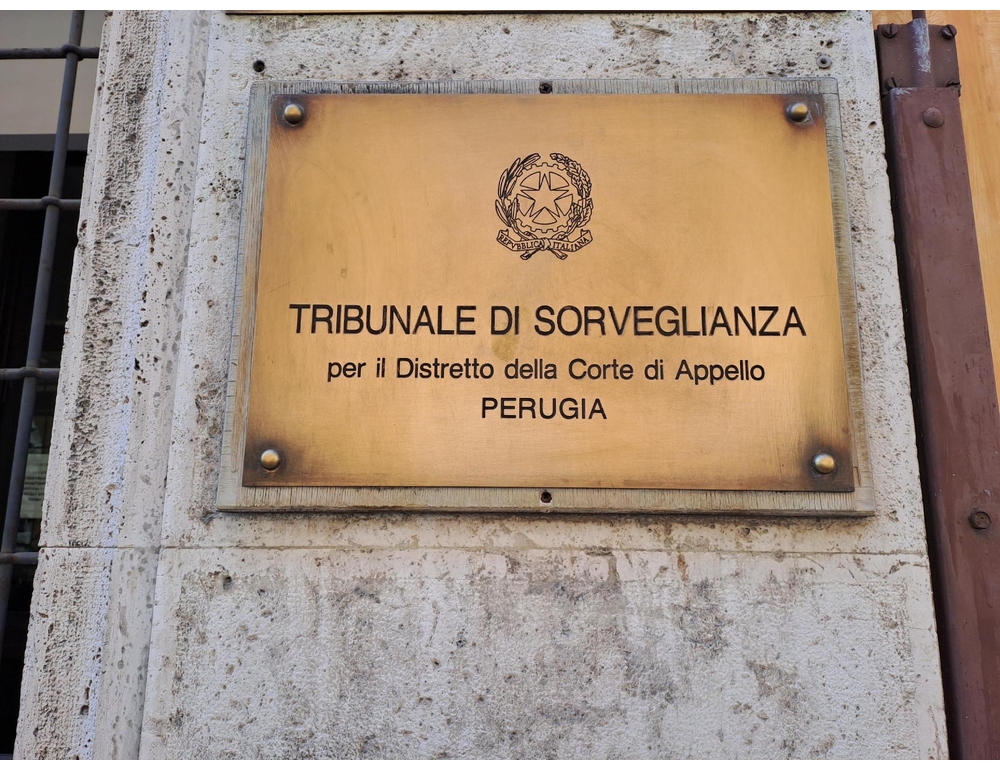 REPVBBLICA ITALIANA
TRIBUNALE DI SORVEGLIANZA
per il Distretto della Corte di Appello
PERUGIA